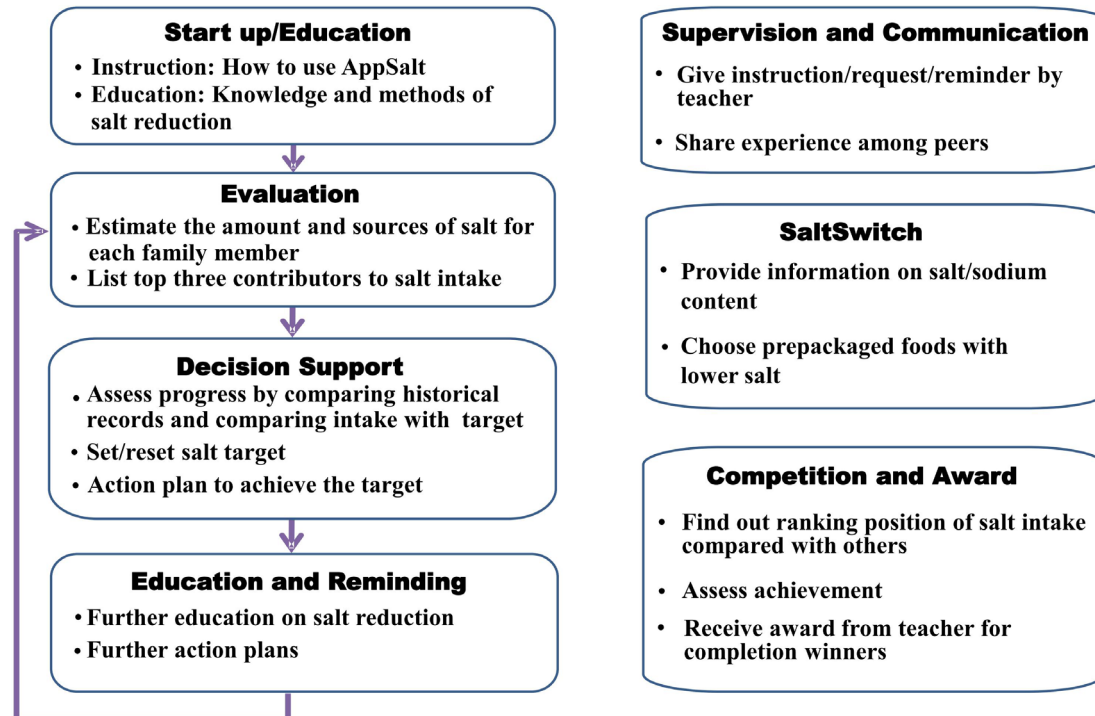 Start up/Education
• Instruction: How to use AppSalt
• Education: Knowledge and methods of
salt reduction
Evaluation
• Estimate the amount and sources of salt for
each family member
• List top three contributors to salt intake
Decision Support
• Assess progress by comparing historical
records and comparing intake with target
• Set/reset salt target
• Action plan to achieve the target
Education and Reminding
• Further education on salt reduction
• Further action plans
Supervision and Communication
• Give instruction/request/reminder by
teacher
• Share experience among peers
SaltSwitch
• Provide information on salt/sodium
content
• Choose prepackaged foods with
lower salt
Competition and Award
• Find out ranking position of salt intake
compared with others
• Assess achievement
• Receive award from teacher for
completion winners